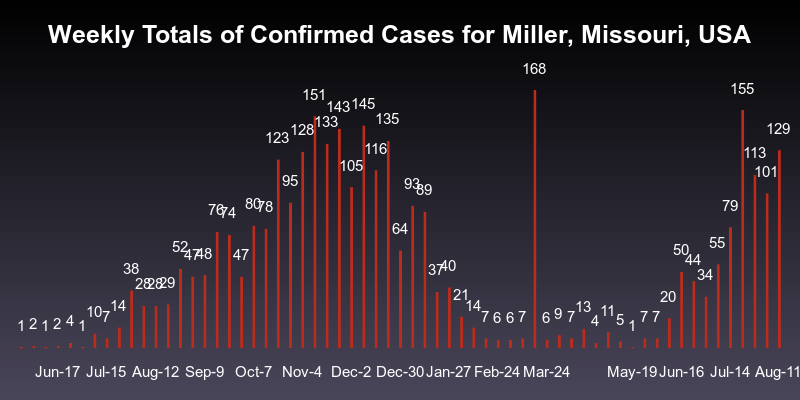 Weekly Totals of Confirmed Cases for Miller, Missouri, USA
1 2 1 2 4 1 10 7 14 38 28 28 29 52 47 48 76 74 47 80 78 123 95 128 151 133 143 105 145 116 135 64 93 89 37 40 21 14 7 6 6 7 168 6 9 7 13 4 11 5 1 7 7 20 50 44 34 55 79 155 113 101 129
Jun-17 Jul-15 Aug-12 Sep-9 Oct-7 Nov-4 Dec-2 Dec-30 Jan-27 Feb-24 Mar-24 May-19 Jun-16 Jul-14 Aug-11